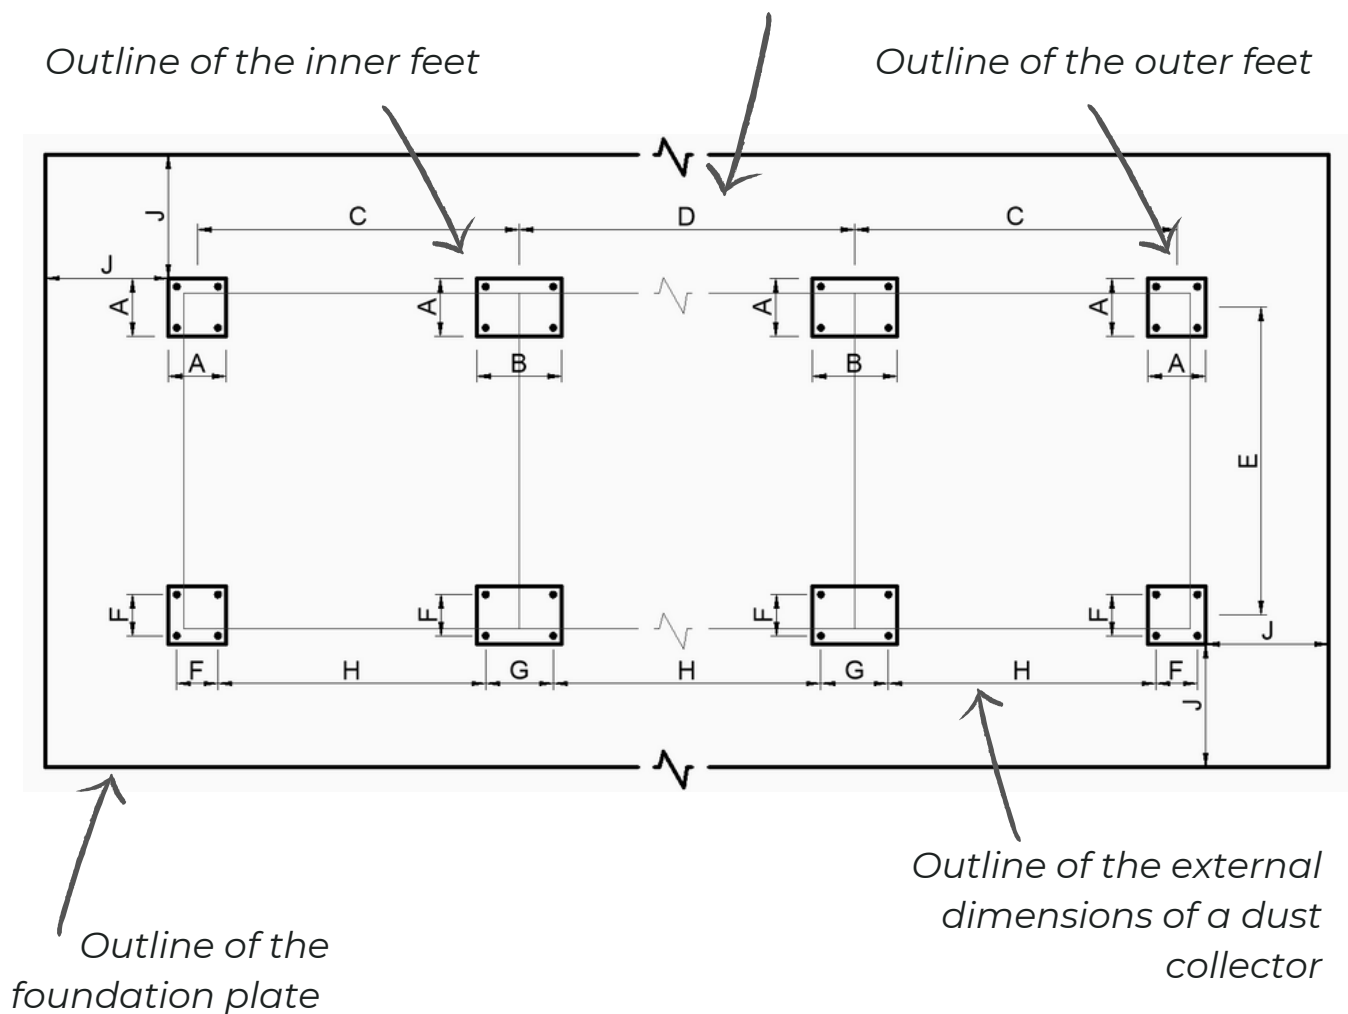 Outline of the inner feet
Outline of the outer feet
J
C
D
C
J
A
A
A
A
A
B
B
A
E
F
F
F
F
J
F
H
G
H
G
H
F
J
Outline of the external
dimensions of a dust
collector
Outline of the
foundation plate